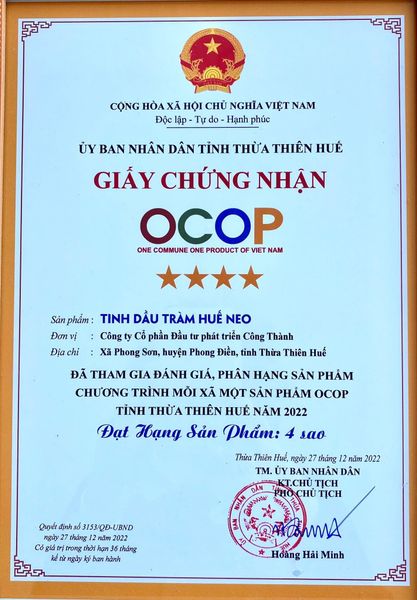 CỘNG HÒA XÃ HỘI CHỦ NGHĨA VIỆT NAM
Độc lập - Tự do - Hạnh phúc
ỦY BAN NHÂN DÂN TỈNH THỪA THIÊN HUẾ
GIẤY CHỨNG NHẬN
OCOP
ONE COMMUNE ONE PRODUCT OF VIET NAM
Sản phẩm : TINH DẦU TRÀM HUẾ NEO
Đơn vị : Công ty Cổ phần Đầu tư phát triển Công Thành
Địa chỉ : Xã Phong Sơn, huyện Phong Điền, tỉnh Thừa Thiên Huế
ĐÃ THAM GIA ĐÁNH GIÁ, PHÂN HẠNG SẢN PHẨM
CHƯƠNG TRÌNH MỖI XÃ MỘT SẢN PHẨM OCOP
TỈNH THỪA THIÊN HUẾ NĂM 2022
Đạt Hạng Sản Phẩm: 4 sao
Thừa Thiên Huế, ngày 27 tháng 12 năm 2022
TM. ỦY BAN NHÂN DÂN
KT.CHỦ TỊCH
PHÓ CHỦ TỊCH
Hoàng Hải Minh
Quyết định số 3153/QĐ-UBND
ngày 27 tháng 12 năm 2022
Có giá trị trong thời hạn 36 tháng
kể từ ngày ký ban hành